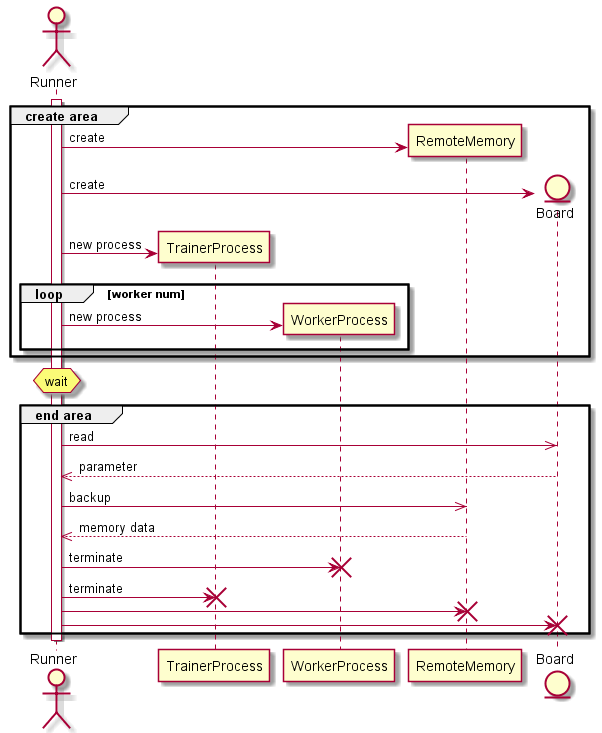 Runner
create area
create
RemoteMemory
create
Board
new process
TrainerProcess
loop [worker num]
new process
WorkerProcess
wait
end area
read
parameter
backup
memory data
terminate
terminate
Runner
TrainerProcess
WorkerProcess
RemoteMemory
Board